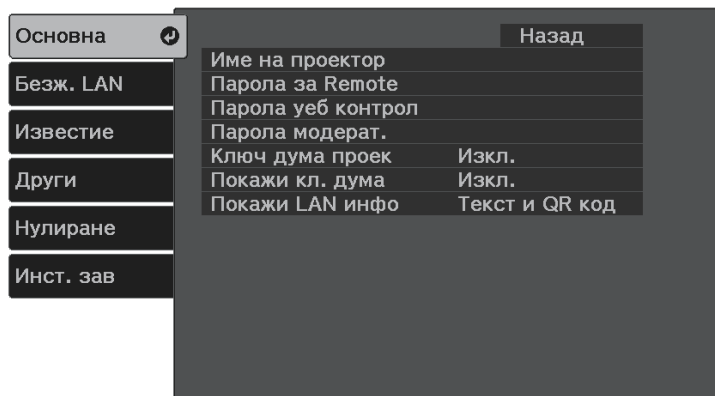 Основна
Безж. LAN
Известие
Други
Нулиране
Инст. зав
Назад
Име на проектор
Парола за Remote
Парола уеб контрол
Парола модерат.
Ключ дума проек Изкл.
Покажи кл. дума Изкл.
Покажи LAN инфо Текст и QR код